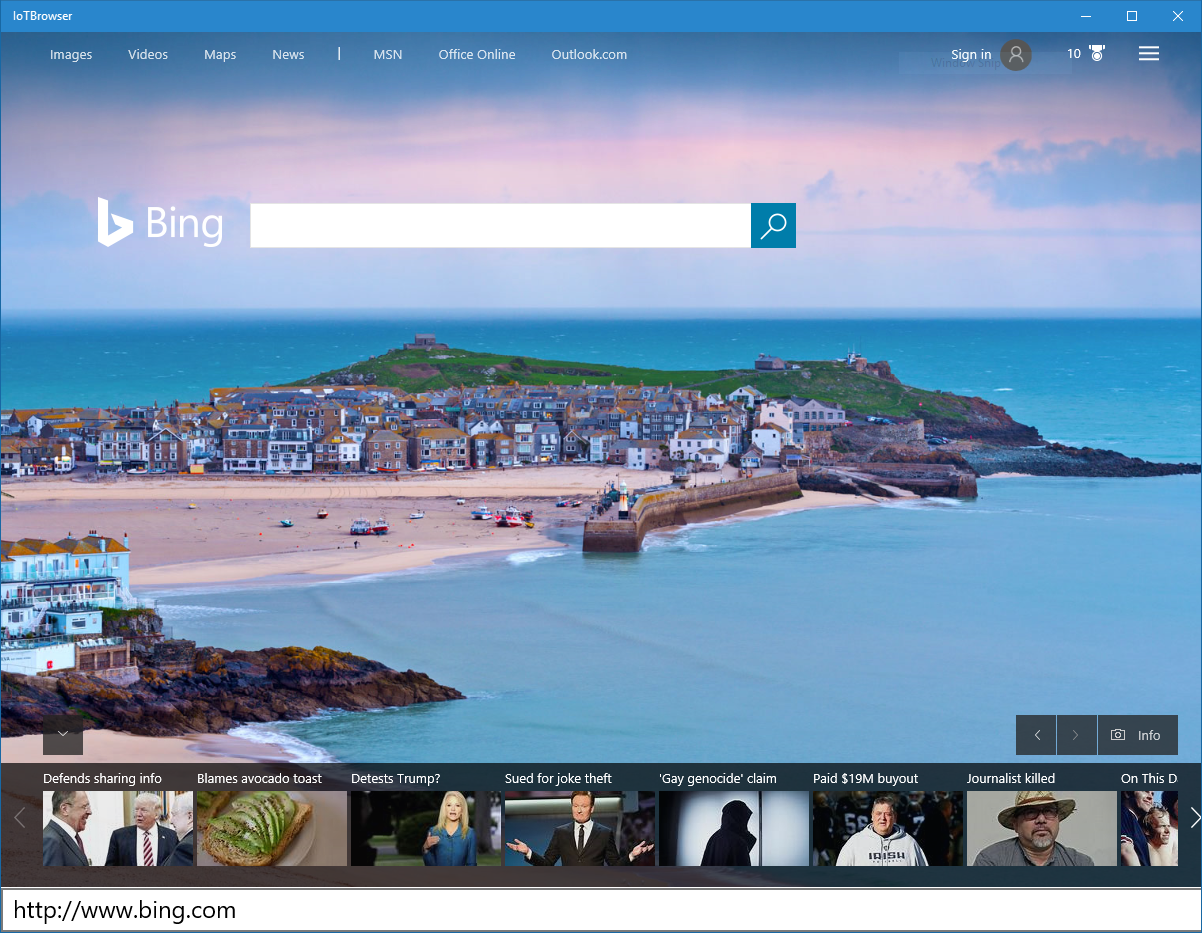 IoTBrowser
Images Videos Maps News | MSN Office Online Outlook.com Sign in 10
Bing
Info
Defends sharing info Blames avocado toast Detests Trump? Sued for joke theft 'Gay genocide' claim Paid $19M buyout Journalist killed On This D
56
IRISH
http://www.bing.com